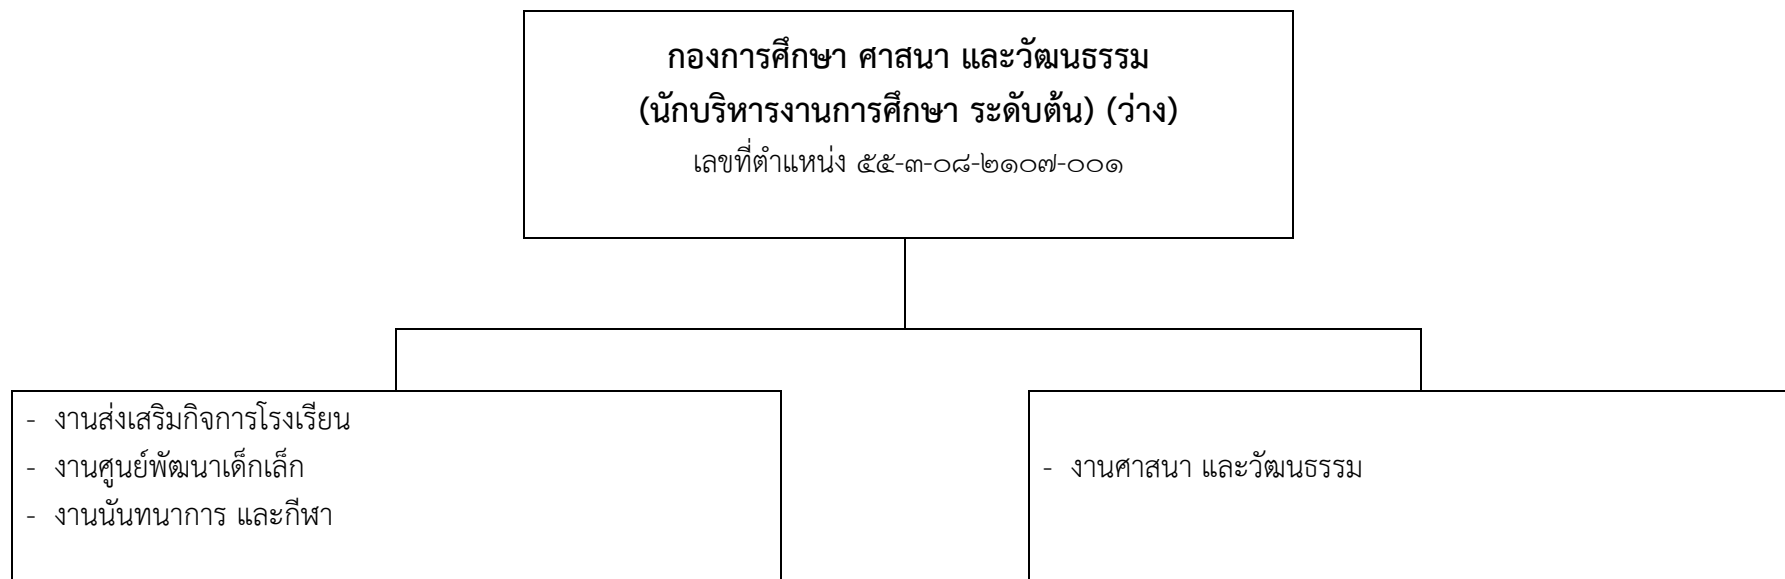 กองการศึกษา ศาสนา และวัฒนธรรม
(นักบริหารงานการศึกษา ระดับต้น) (ว่าง)
เลขที่ตำแหน่ง ๕๕-๓-๐๘-๒๑๐๗-๐๐๑
- งานส่งเสริมกิจการโรงเรียน
- งานศูนย์พัฒนาเด็กเล็ก
- งานนันทนาการ และกีฬา
- งานศาสนา และวัฒนธรรม